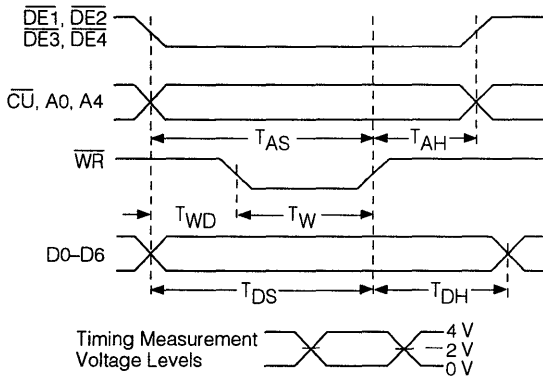 DE1, DE2
DE3, DE4
CU, A0, A4
TAS
TAH
WR
TWD
TW
D0–D6
TDS
TDH
Timing Measurement
Voltage Levels
4 V
2 V
0 V